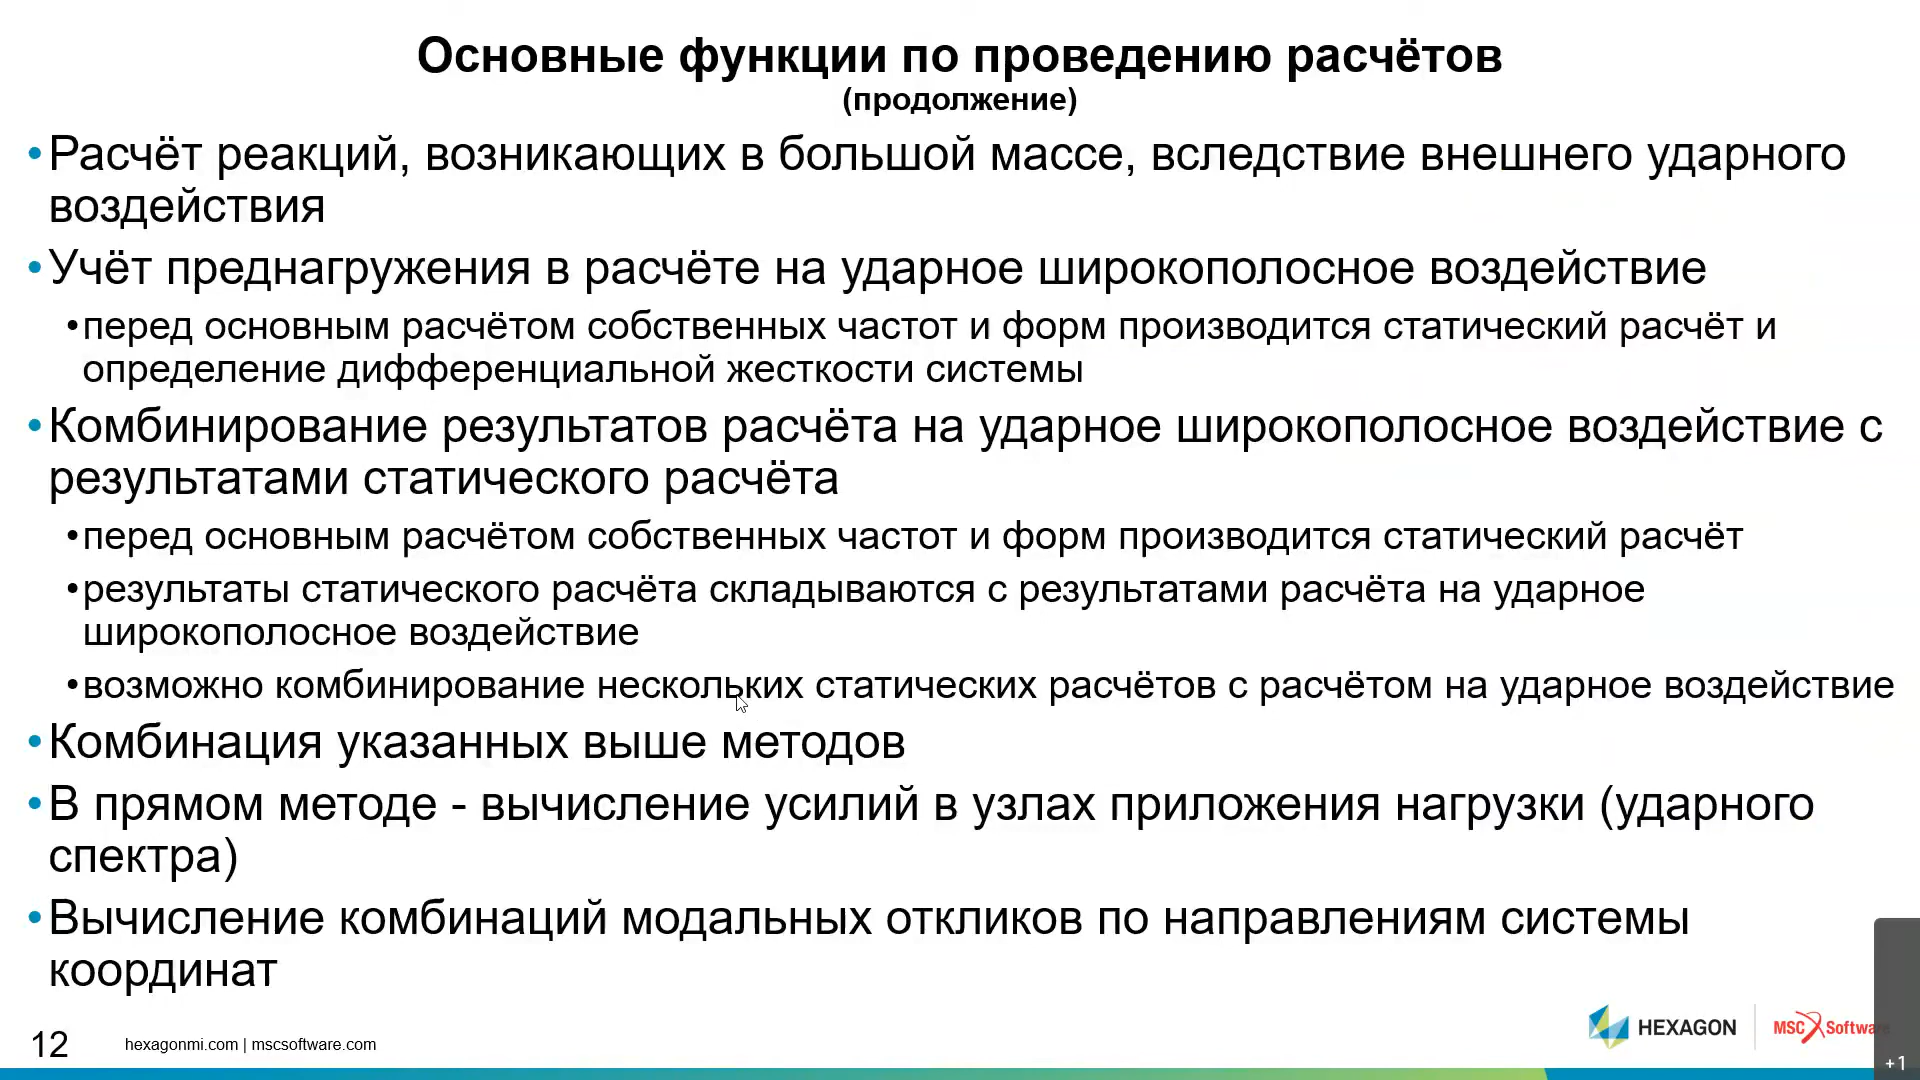 Основные функции по проведению расчётов
(продолжение)
•Расчёт реакций, возникающих в большой массе, вследствие внешнего ударного
воздействия
•Учёт преднагружения в расчёте на ударное широкополосное воздействие
•перед основным расчётом собственных частот и форм производится статический расчёт и
определение дифференциальной жесткости системы
•Комбинирование результатов расчёта на ударное широкополосное воздействие с
результатами статического расчёта
•перед основным расчётом собственных частот и форм производится статический расчёт
•результаты статического расчёта складываются с результатами расчёта на ударное
широкополосное воздействие
•возможно комбинирование нескольких статических расчётов с расчётом на ударное воздействие
•Комбинация указанных выше методов
•В прямом методе - вычисление усилий в узлах приложения нагрузки (ударного
спектра)
•Вычисление комбинаций модальных откликов по направлениям системы
координат
12 hexagonmi.com | mscsoftware.com
HEXAGON MSC Software
+1